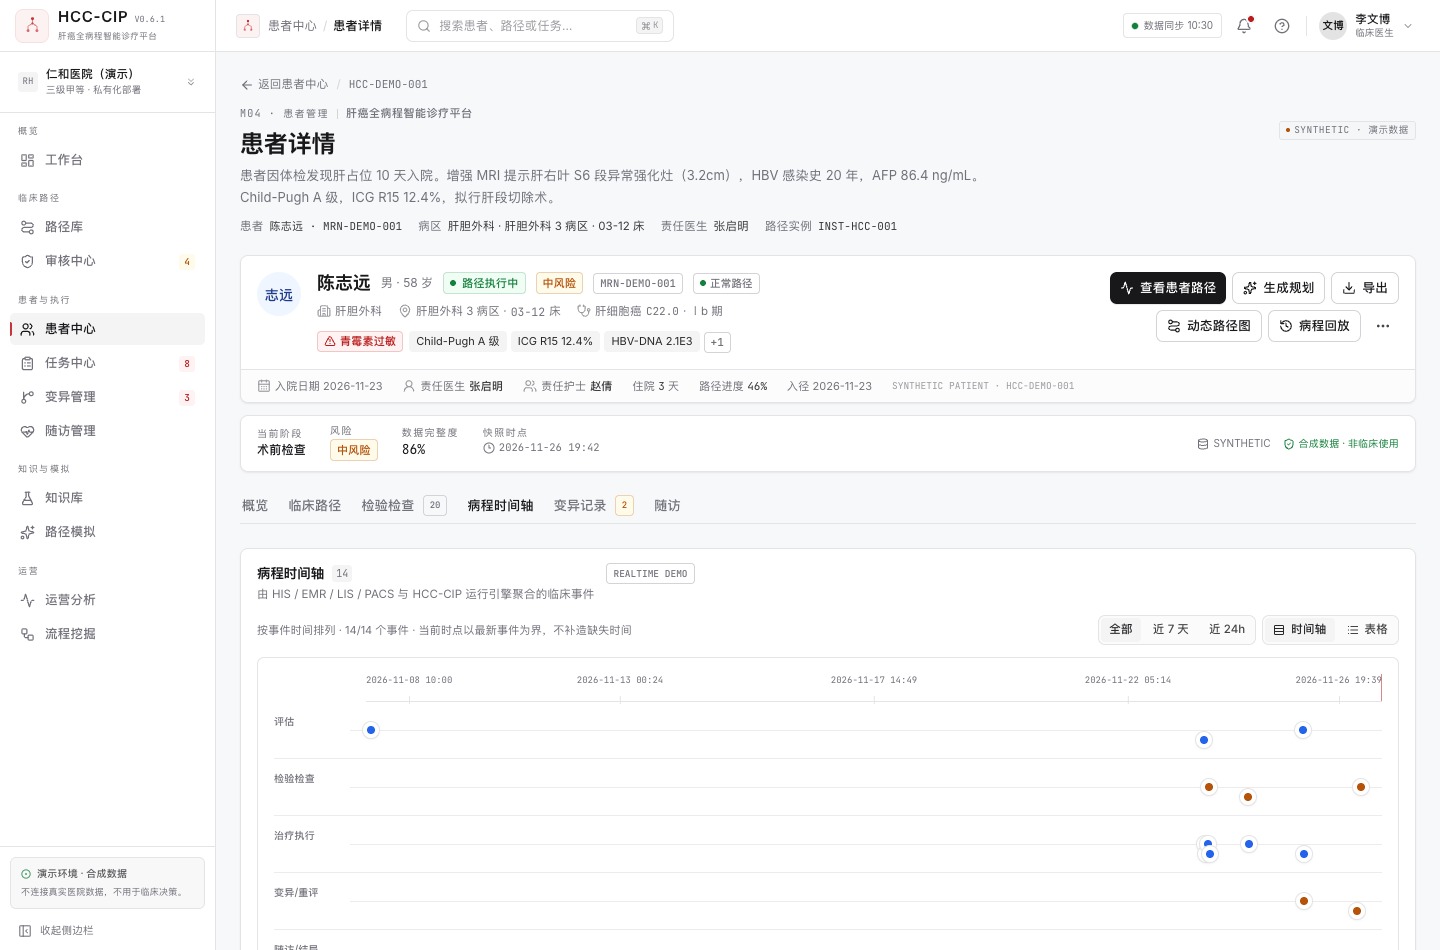 HCC-CIP V0.6.1
肝癌全病程智能诊疗平台
RH 仁和医院（演示）
三级甲等 · 私有化部署
概览
工作台
临床路径
路径库
审核中心 4
患者与执行
患者中心
任务中心 8
变异管理 3
随访管理
知识与模拟
知识库
路径模拟
运营
运营分析
流程挖掘
演示环境 · 合成数据
不连接真实医院数据，不用于临床决策。
收起侧边栏
患者中心 / 患者详情
搜索患者、路径或任务... ⌘ K
数据同步 10:30
文博 李文博
临床医生
返回患者中心 / HCC-DEMO-001
M04 · 患者管理 | 肝癌全病程智能诊疗平台
患者详情
SYNTHETIC · 演示数据
患者因体检发现肝占位 10 天入院。增强 MRI 提示肝右叶 S6 段异常强化灶（3.2cm），HBV 感染史 20 年，AFP 86.4 ng/mL。
Child-Pugh A 级，ICG R15 12.4%，拟行肝段切除术。
患者 陈志远 · MRN-DEMO-001 病区 肝胆外科 · 肝胆外科 3 病区 · 03-12 床 责任医生 张启明 路径实例 INST-HCC-001
志远
陈志远 男 · 58 岁 路径执行中 中风险 MRN-DEMO-001 正常路径
肝胆外科 肝胆外科 3 病区 · 03-12 床 肝细胞癌 C22.0 · Ⅰb 期
青霉素过敏 Child-Pugh A 级 ICG R15 12.4% HBV-DNA 2.1E3 +1
查看患者路径 生成规划 导出
动态路径图 病程回放 ...
入院日期 2026-11-23 责任医生 张启明 责任护士 赵倩 住院 3 天 路径进度 46% 入径 2026-11-23 SYNTHETIC PATIENT · HCC-DEMO-001
当前阶段 风险 数据完整度 快照时点
术前检查 中风险 86% 2026-11-26 19:42
SYNTHETIC 合成数据 · 非临床使用
概览 临床路径 检验检查 20 病程时间轴 变异记录 2 随访
病程时间轴 14 REALTIME DEMO
由 HIS / EMR / LIS / PACS 与 HCC-CIP 运行引擎聚合的临床事件
按事件时间排列 · 14/14 个事件 · 当前时点以最新事件为界，不补造缺失时间
全部 近 7 天 近 24h 时间轴 表格
2026-11-08 10:00 2026-11-13 00:24 2026-11-17 14:49 2026-11-22 05:14 2026-11-26 19:39
评估
检验检查
治疗执行
变异/重评
随访/结局